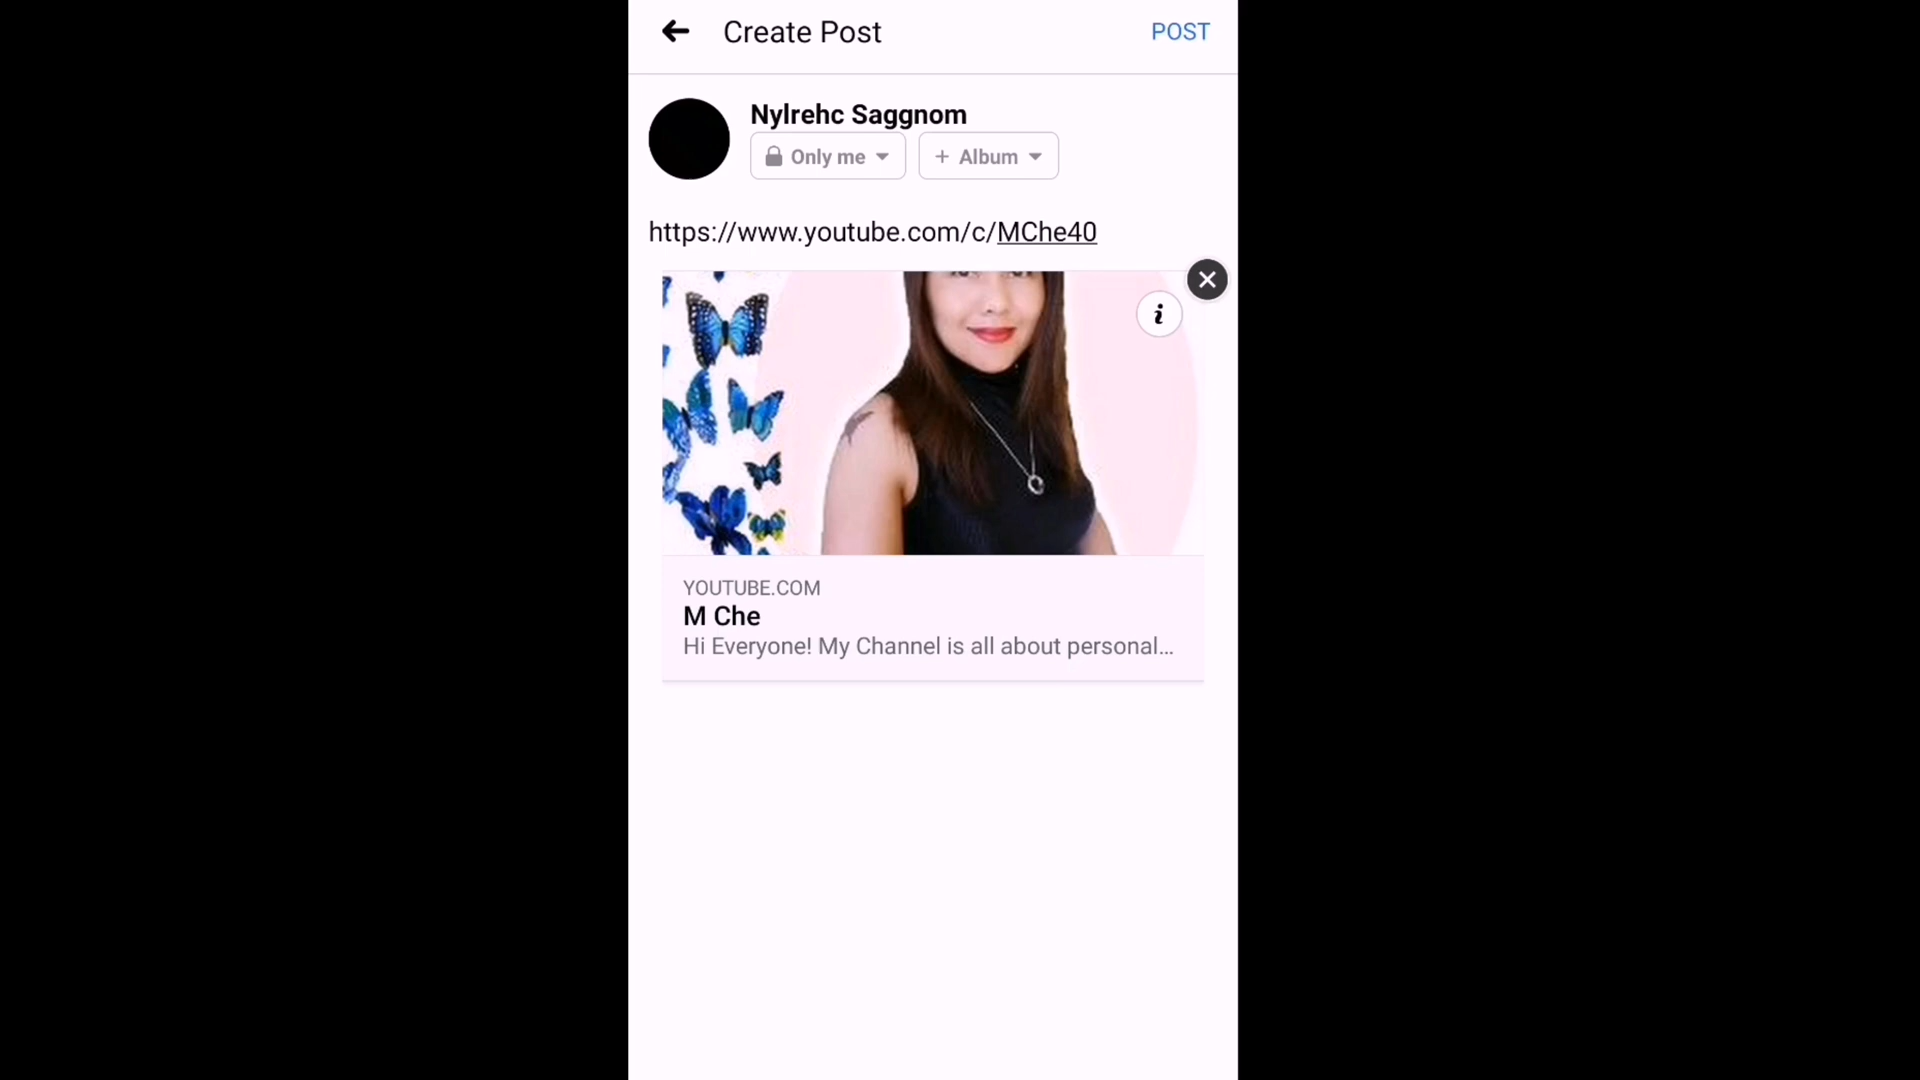 Create Post
POST
Nylrehc Saggnom
Only me
+ Album
https://www.youtube.com/c/MChe40
i
YOUTUBE.COM
M Che
Hi Everyone! My Channel is all about personal...